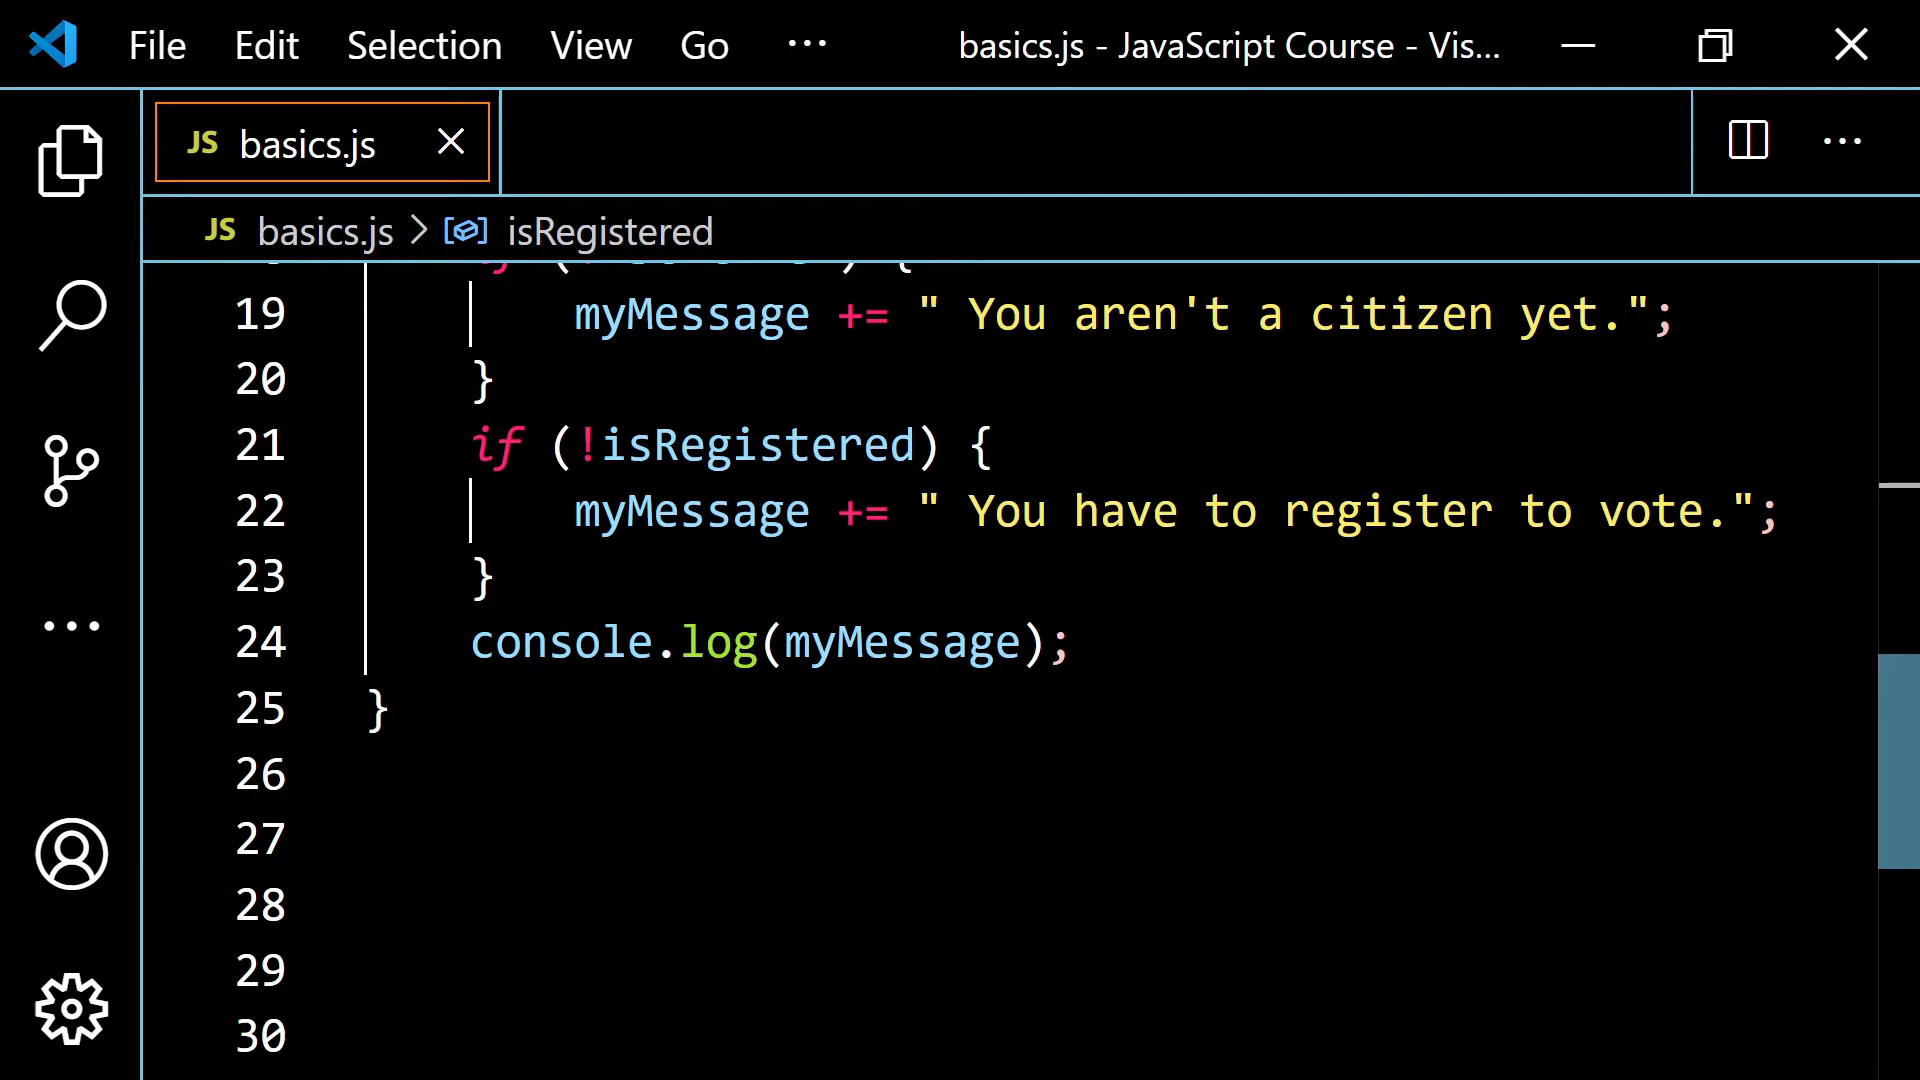 File Edit Selection View Go ··· basics.js - JavaScript Course - Vis...
JS basics.js
JS basics.js > isRegistered
19 myMessage += " You aren't a citizen yet.";
20 }
21 if (!isRegistered) {
22 myMessage += " You have to register to vote.";
23 }
24 console.log(myMessage);
25 }
26
27
28
29
30